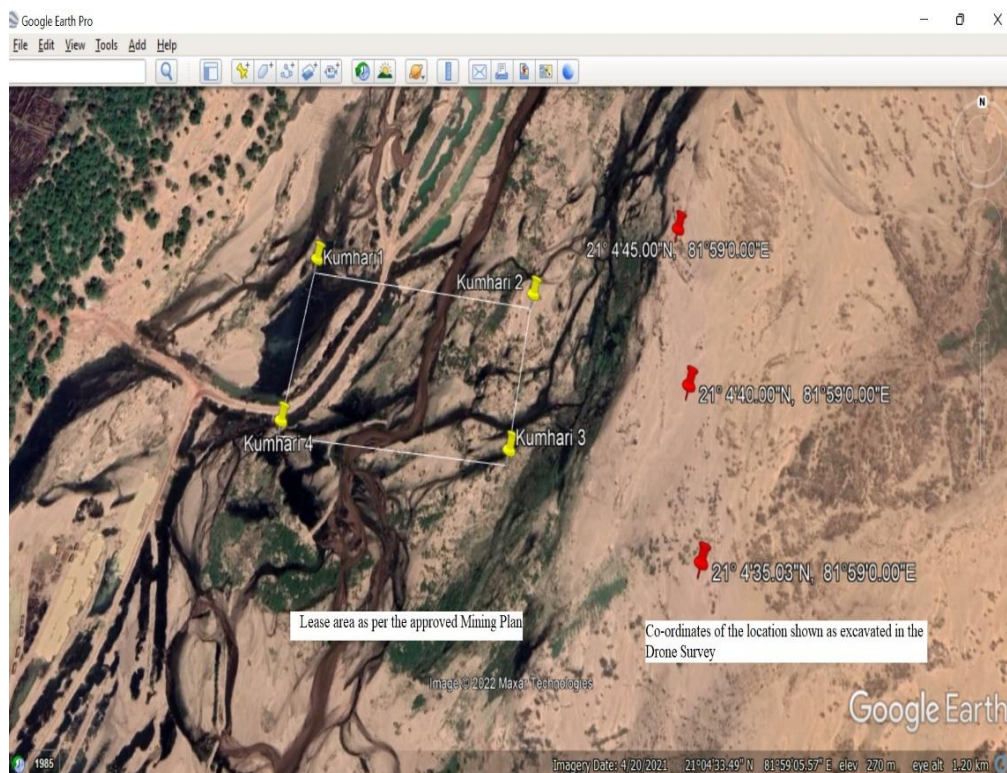 Google Earth Pro
File Edit View Tools Add Help
N
21° 4'45.00"N, 81°59'0.00"E
Kumhari1
Kumhari 2
21° 4'40.00"N, 81°59'0.00"E
Kumhari 4
Kumhari 3
21° 4'35.03"N, 81°59'0.00"E
Lease area as per the approved Mining Plan
Co-ordinates of the location shown as excavated in the
Drone Survey
Image © 2022 Maxar Technologies
Google Earth
1985
Imagery Date: 4/20/2021 21°04'33.49" N 81°59'05.57" E elev 270 m eye alt 1.20 km